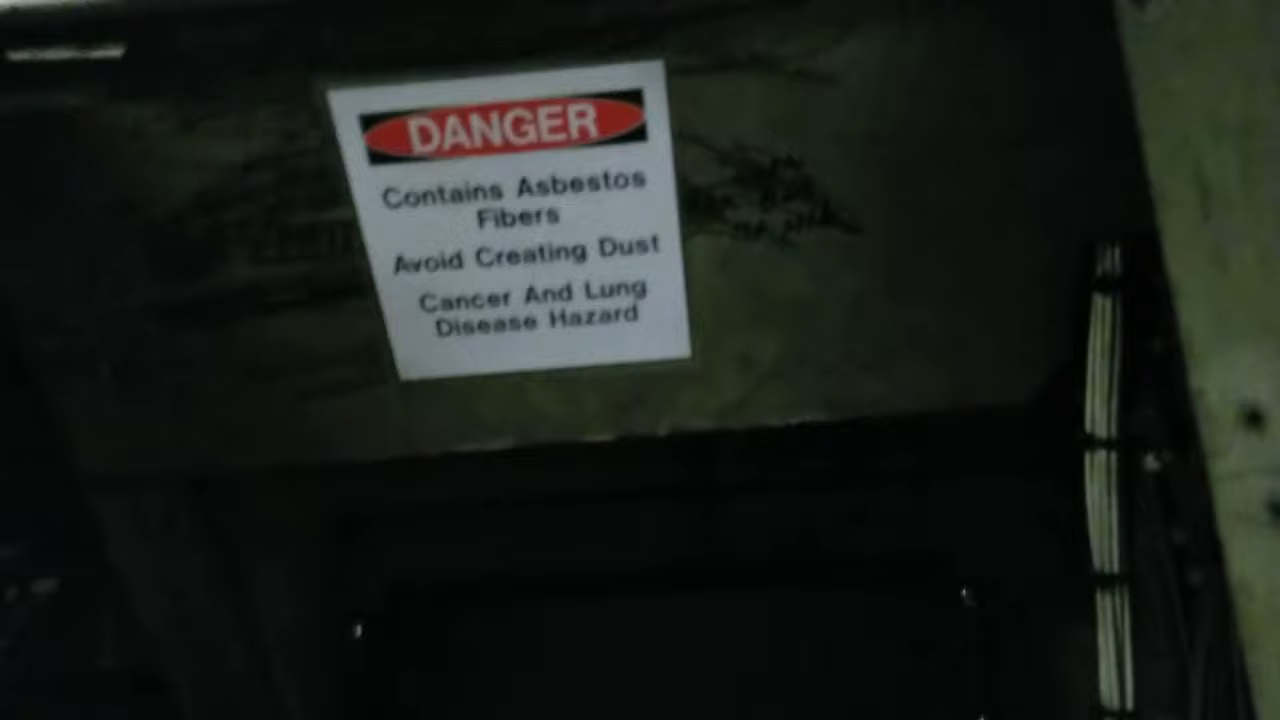 DANGER
Contains Asbestos
Fibers
Avoid Creating Dust
Cancer And Lung
Disease Hazard